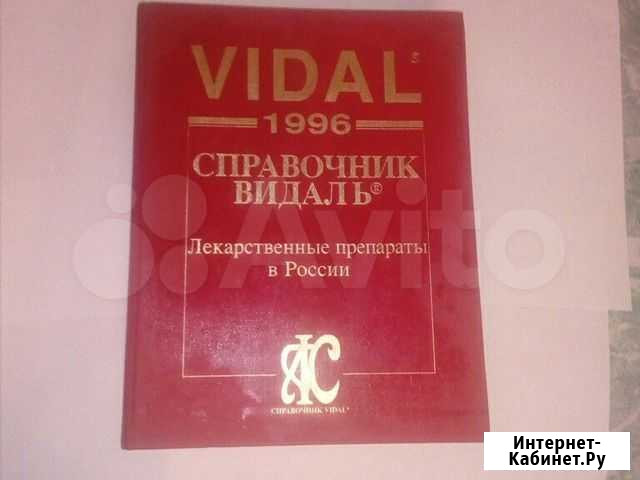 VIDAL®
1996
СПРАВОЧНИК
ВИДАЛЬ®
Лекарственные препараты
в России
СПРАВОЧНИК VIDAL®
Avito
Интернет-
Кабинет.Ру